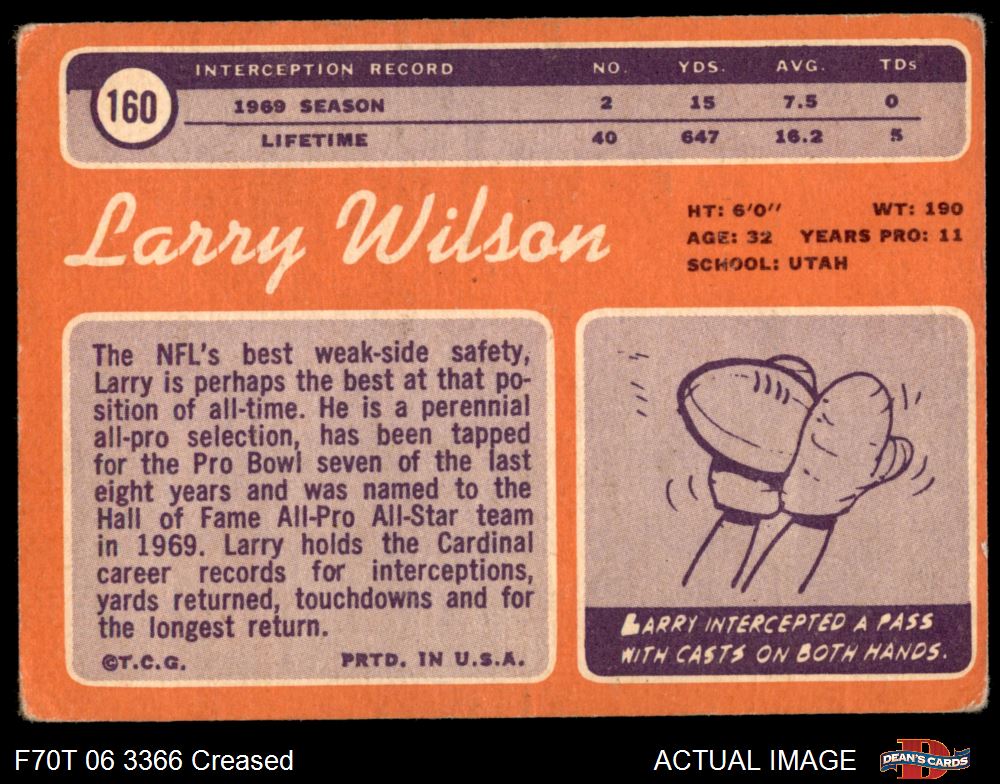 160
INTERCEPTION RECORD NO. YDS. AVG. TDs
1969 SEASON 2 15 7.5 0
LIFETIME 40 647 16.2 5
Larry Wilson
HT: 6'0'' WT: 190
AGE: 32 YEARS PRO: 11
SCHOOL: UTAH
The NFL's best weak-side safety,
Larry is perhaps the best at that po-
sition of all-time. He is a perennial
all-pro selection, has been tapped
for the Pro Bowl seven of the last
eight years and was named to the
Hall of Fame All-Pro All-Star team
in 1969. Larry holds the Cardinal
career records for interceptions,
yards returned, touchdowns and for
the longest return.
©T.C.G. PRTD. IN U.S.A.
LARRY INTERCEPTED A PASS
WITH CASTS ON BOTH HANDS.
F70T 06 3366 Creased
ACTUAL IMAGE
D
DEAN'S CARDS